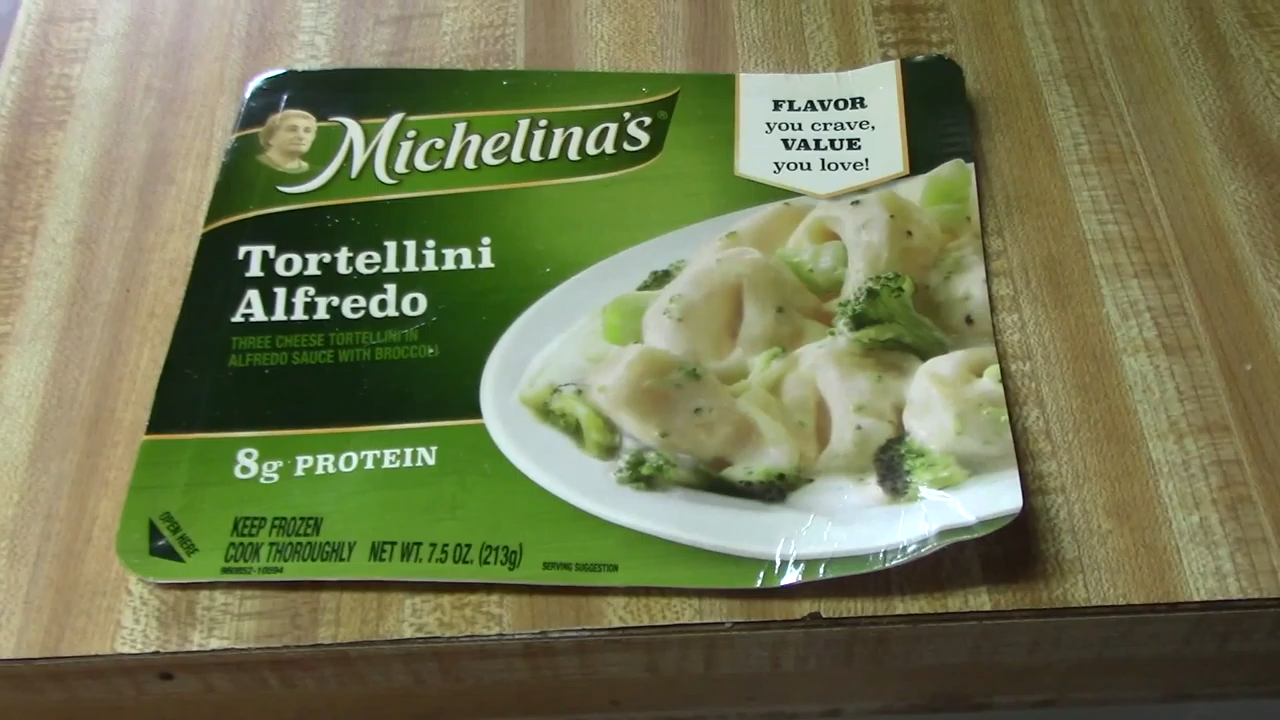 Michelina's®
FLAVOR
you crave,
VALUE
you love!
Tortellini
Alfredo
THREE CHEESE TORTELLINI IN
ALFREDO SAUCE WITH BROCCOLI
8g PROTEIN
OPEN HERE
KEEP FROZEN
COOK THOROUGHLY NET WT. 7.5 OZ. (213g)
SERVING SUGGESTION